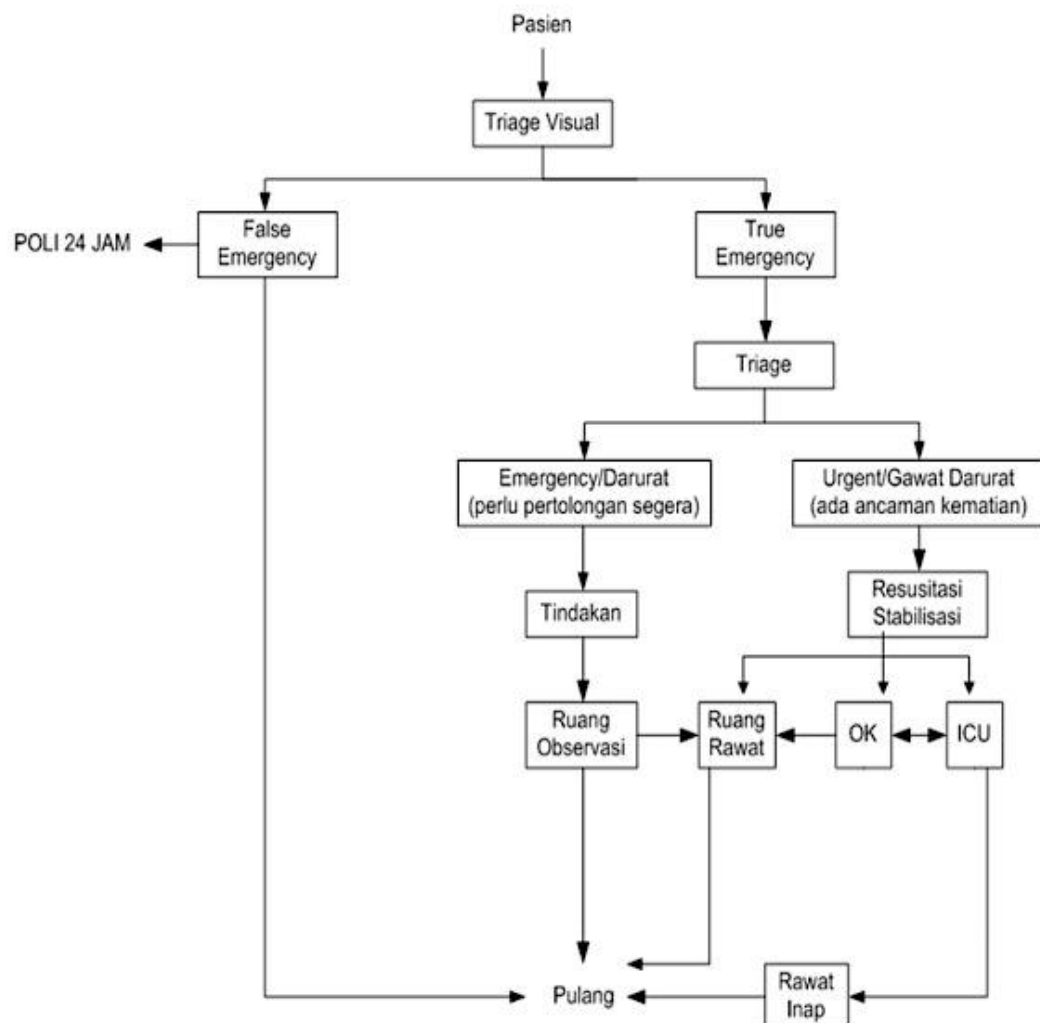 Pasien
Triage Visual
False
Emergency
True
Emergency
POLI 24 JAM
Triage
Emergency/Darurat
(perlu pertolongan segera)
Urgent/Gawat Darurat
(ada ancaman kematian)
Resusitasi
Stabilisasi
Tindakan
Ruang
Observasi
Ruang
Rawat
OK
ICU
Pulang
Rawat
Inap